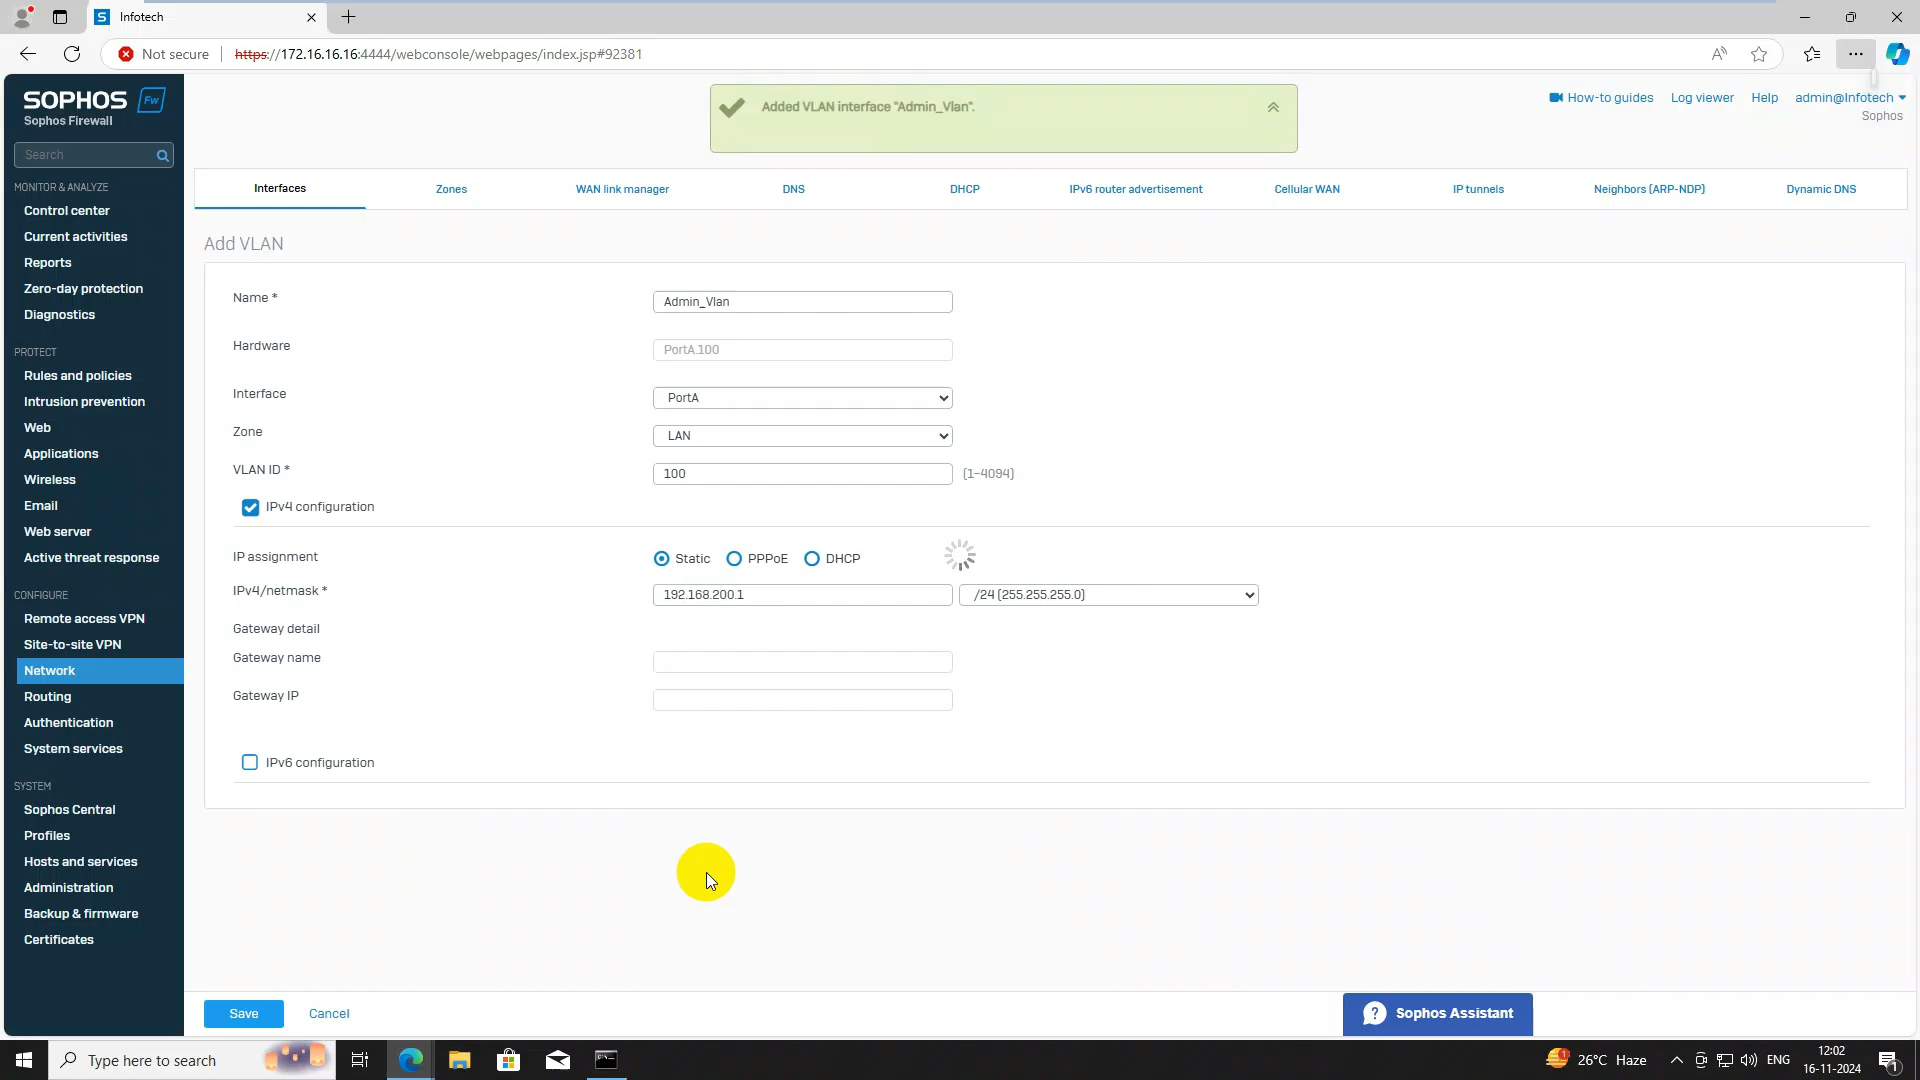 Infotech
Not secure
https://172.16.16.16:4444/webconsole/webpages/index.jsp#92381
SOPHOS Fw
Sophos Firewall
Search
MONITOR & ANALYZE
Control center
Current activities
Reports
Zero-day protection
Diagnostics
PROTECT
Rules and policies
Intrusion prevention
Web
Applications
Wireless
Email
Web server
Active threat response
CONFIGURE
Remote access VPN
Site-to-site VPN
Network
Routing
Authentication
System services
SYSTEM
Sophos Central
Profiles
Hosts and services
Administration
Backup & firmware
Certificates
Added VLAN interface "Admin_Vlan".
How-to guides
Log viewer
Help
admin@Infotech
Sophos
Interfaces
Zones
WAN link manager
DNS
DHCP
IPv6 router advertisement
Cellular WAN
IP tunnels
Neighbors (ARP-NDP)
Dynamic DNS
Add VLAN
Name *
Admin_Vlan
Hardware
PortA.100
Interface
PortA
Zone
LAN
VLAN ID *
100
(1-4094)
IPv4 configuration
IP assignment
Static
PPPoE
DHCP
IPv4/netmask *
192.168.200.1
/24 (255.255.255.0)
Gateway detail
Gateway name
Gateway IP
IPv6 configuration
Save
Cancel
? Sophos Assistant
Type here to search
1
26°C Haze
ENG
12:02
16-11-2024
1